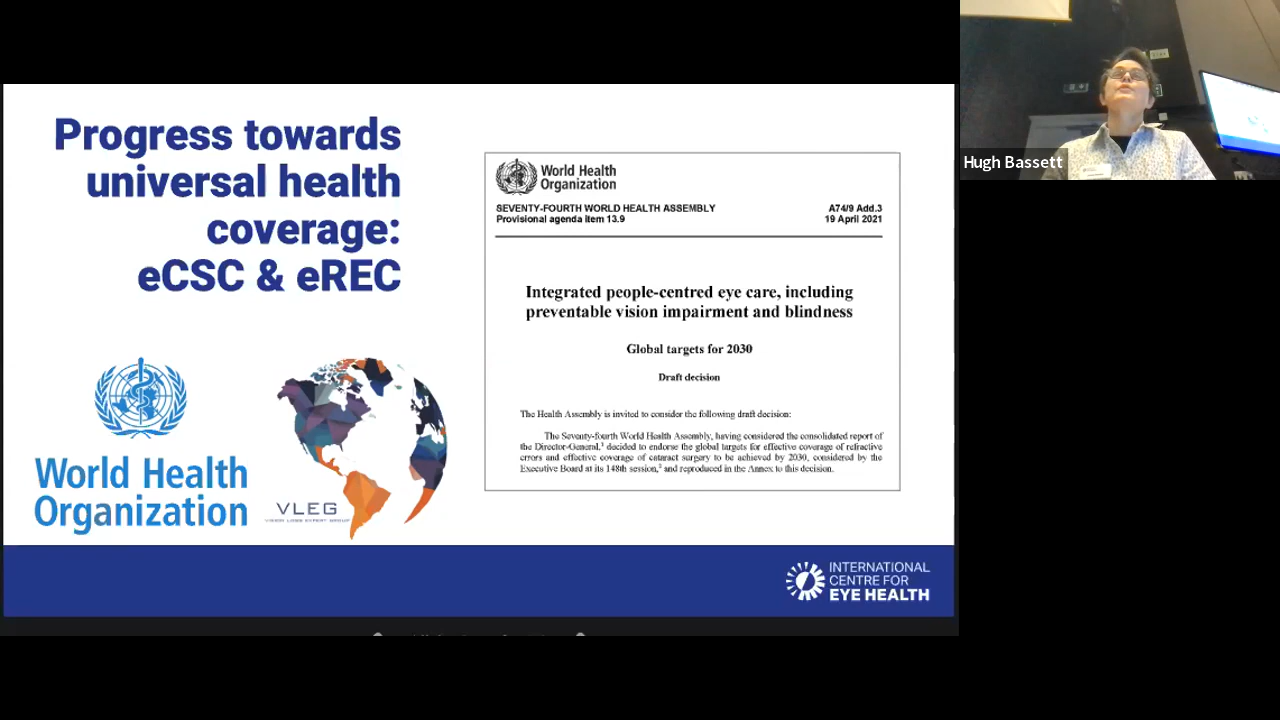 Progress towards
universal health
coverage:
eCSC & eREC
World Health
Organization
VLEG
VISION LOSS EXPERT GROUP
World Health
Organization
SEVENTY-FOURTH WORLD HEALTH ASSEMBLY A74/9 Add.3
Provisional agenda item 13.9 19 April 2021
Integrated people-centred eye care, including
preventable vision impairment and blindness
Global targets for 2030
Draft decision
The Health Assembly is invited to consider the following draft decision:
The Seventy-fourth World Health Assembly, having considered the consolidated report of
the Director-General,¹ decided to endorse the global targets for effective coverage of refractive
errors and effective coverage of cataract surgery to be achieved by 2030, considered by the
Executive Board at its 148th session,² and reproduced in the Annex to this decision.
INTERNATIONAL
CENTRE FOR
EYE HEALTH
Hugh Bassett